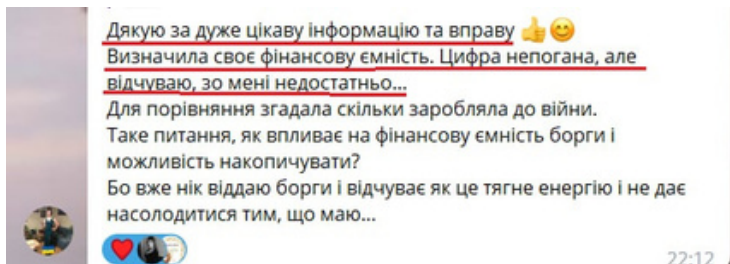 Дякую за дуже цікаву інформацію та вправу 👍😊
Визначила своє фінансову ємність. Цифра непогана, але
відчуваю, зо мені недостатньо...
Для порівняння згадала скільки заробляла до війни.
Таке питання, як впливає на фінансову ємність борги і
можливість накопичувати?
Бо вже нік віддаю борги і відчуває як це тягне енергію і не дає
насолодитися тим, що маю...
22:12